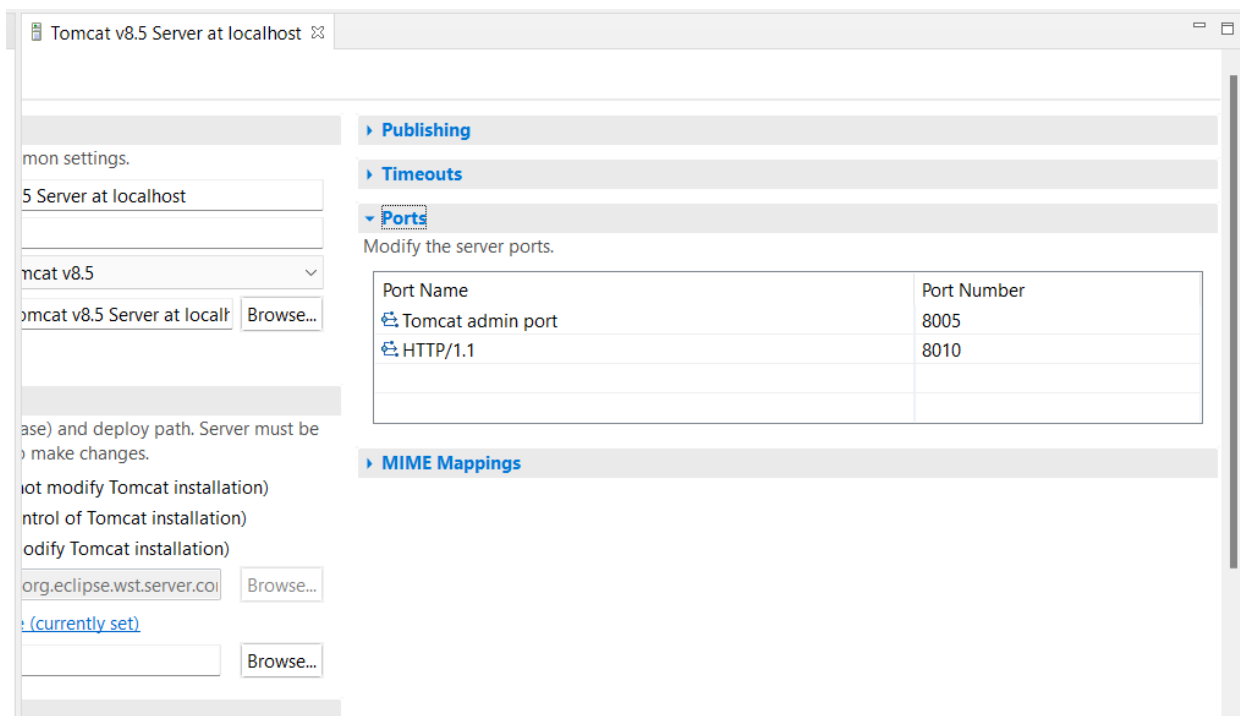 Tomcat v8.5 Server at localhost
mon settings.
5 Server at localhost
mcat v8.5
omcat v8.5 Server at localh Browse...
ase) and deploy path. Server must be
o make changes.
not modify Tomcat installation)
ntrol of Tomcat installation)
odify Tomcat installation)
org.eclipse.wst.server.cor Browse...
e (currently set)
Browse...
Publishing
Timeouts
Ports
Modify the server ports.
Port Name Port Number
Tomcat admin port 8005
HTTP/1.1 8010
MIME Mappings